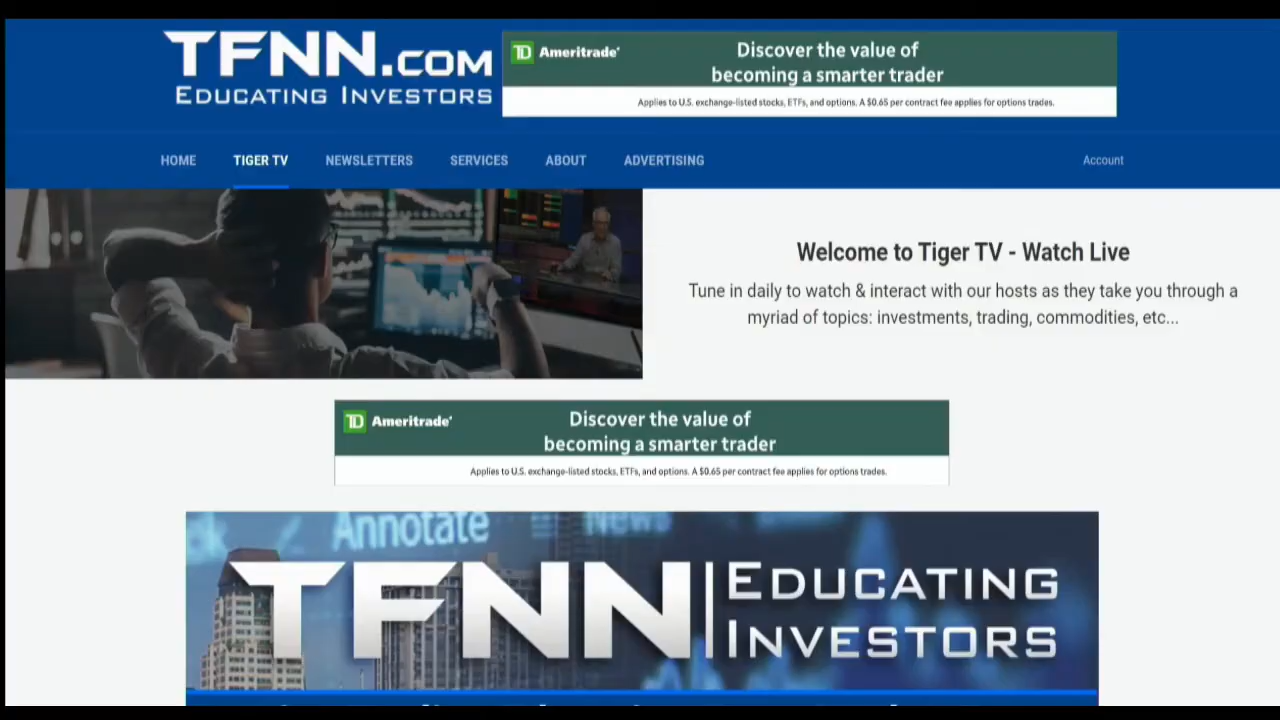 TFNN.COM
EDUCATING INVESTORS
TD Ameritrade
Discover the value of
becoming a smarter trader
Applies to U.S. exchange-listed stocks, ETFs, and options. A $0.65 per contract fee applies for options trades.
HOME TIGER TV NEWSLETTERS SERVICES ABOUT ADVERTISING Account
Welcome to Tiger TV - Watch Live
Tune in daily to watch & interact with our hosts as they take you through a
myriad of topics: investments, trading, commodities, etc...
TD Ameritrade
Discover the value of
becoming a smarter trader
Applies to U.S. exchange-listed stocks, ETFs, and options. A $0.65 per contract fee applies for options trades.
Annotate News
TFNN EDUCATING
INVESTORS